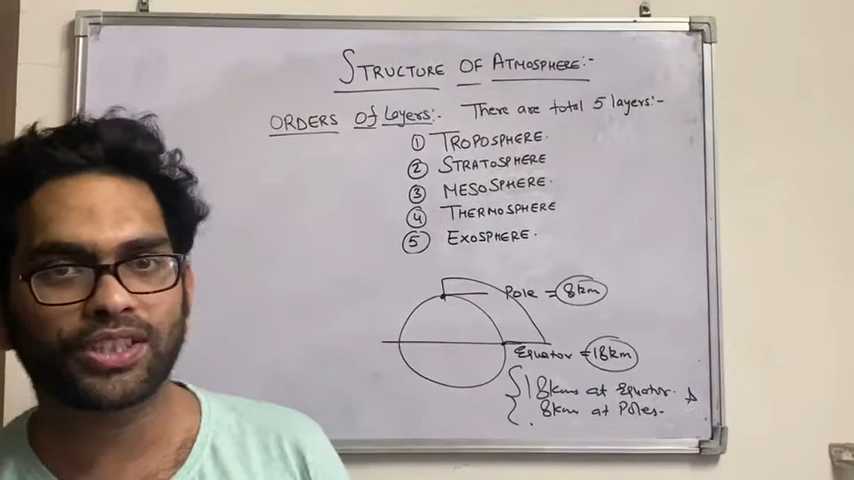 STRUCTURE OF ATMOSPHERE:-
ORDERS Of Layers:- There are total 5 layers:-
1 TROPOSPHERE.
2 STRATOSPHERE
3 MESOSPHERE.
4 THERMOSPHERE
5 EXOSPHERE.
Pole = 8km
Equator = 18km
18kms at Equator.
8km at Poles.